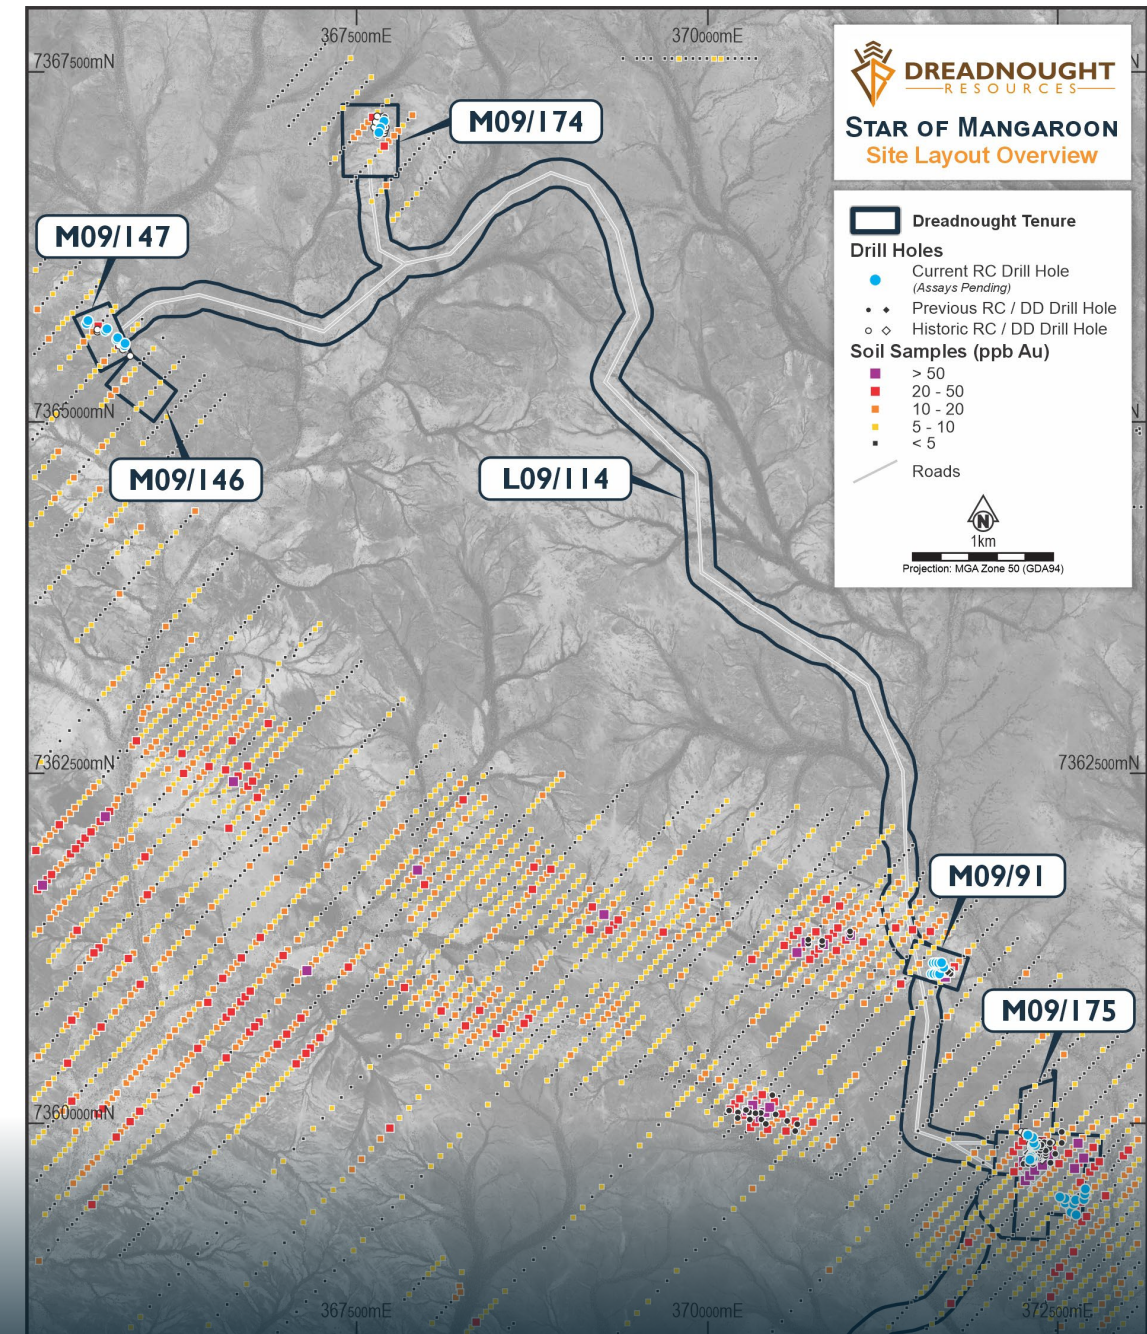 367500mE
370000mE
7367500mN
N
DREADNOUGHT
RESOURCES
STAR OF MANGAROON
Site Layout Overview
M09/174
M09/147
Dreadnought Tenure
Drill Holes
Current RC Drill Hole
(Assays Pending)
Previous RC / DD Drill Hole
Historic RC / DD Drill Hole
Soil Samples (ppb Au)
> 50
20 - 50
10 - 20
5 - 10
< 5
Roads
N
1km
Projection: MGA Zone 50 (GDA94)
7365000mN
N
M09/146
L09/114
7362500mN
7362500mN
M09/91
M09/175
7360000mN
367500mE
370000mE
372500mE